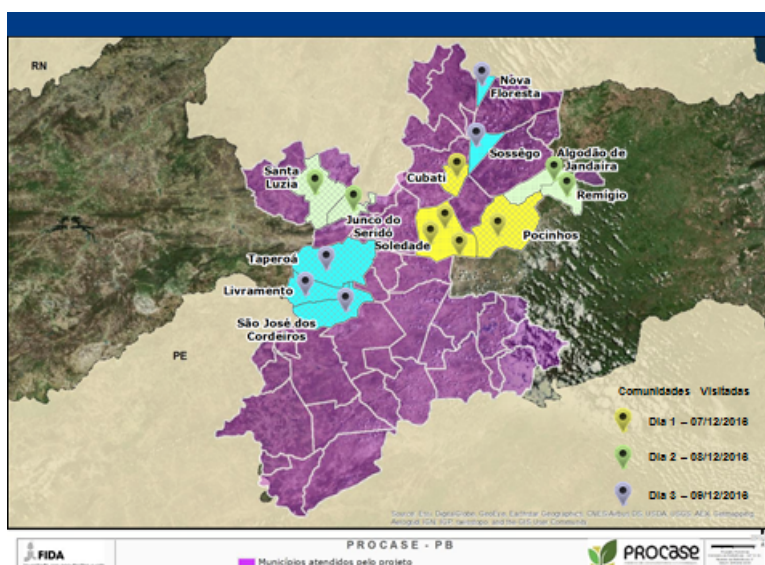 RN
Nova
Floresta
Sossêgo
Algodão de
Jandaíra
Remígio
Cubati
Santa
Luzia
Junco do
Seridó
Soledade
Pocinhos
Taperoá
Livramento
São José dos
Cordeiros
PE
Comunidades Visitadas
Dia 1 – 07/12/2016
Dia 2 – 08/12/2016
Dia 3 – 09/12/2016
PROCASE - PB
FIDA
Municípios atendidos pelo projeto
PROCASE